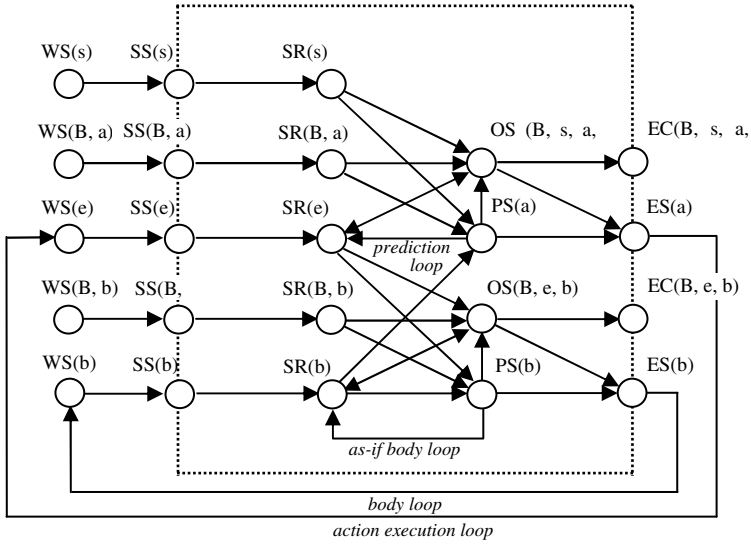 WS(s) SS(s) SR(s)
WS(B, a) SS(B, a) SR(B, a) OS (B, s, a, EC(B, s, a,
WS(e) SS(e) SR(e) PS(a) ES(a)
prediction
loop
WS(B, b) SS(B, SR(B, b) OS(B, e, b) EC(B, e, b)
WS(b) SS(b) SR(b) PS(b) ES(b)
as-if body loop
body loop
action execution loop